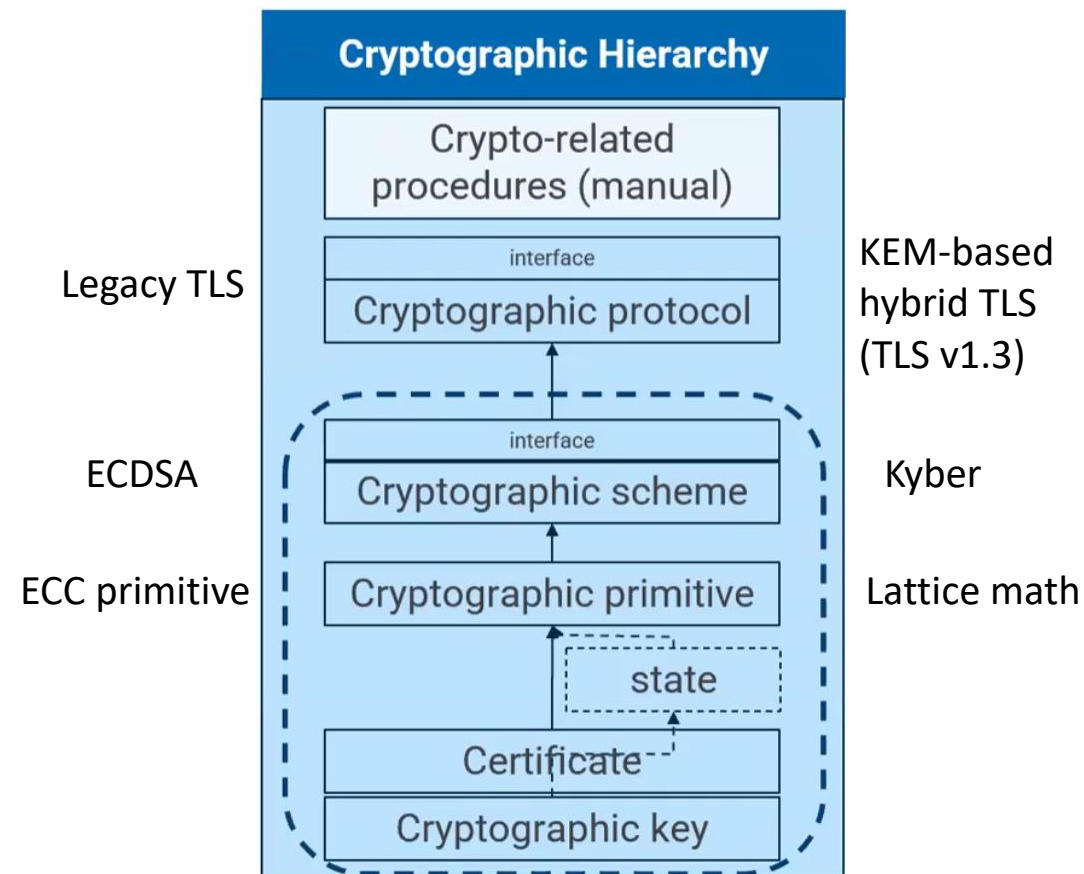 Cryptographic Hierarchy
Crypto-related
procedures (manual)
Legacy TLS
interface
Cryptographic protocol
KEM-based
hybrid TLS
(TLS v1.3)
ECDSA
interface
Cryptographic scheme
Kyber
ECC primitive
Cryptographic primitive
Lattice math
state
Certificate
Cryptographic key